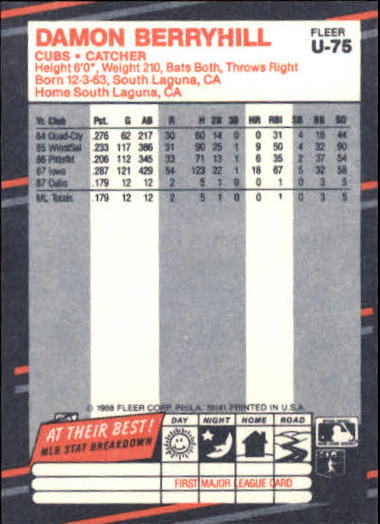 DAMON BERRYHILL
FLEER
U-75
CUBS • CATCHER
Height 6'0", Weight 210, Bats Both, Throws Right
Born 12-3-63, South Laguna, CA
Home South Laguna, CA
Yr. Club Pct. G AB R H 2B 3B HR RBI SB BB SO
84 Quad-Cty .276 62 217 30 60 14 0 0 31 4 16 44
85 WinstSal .233 117 386 31 90 25 1 9 50 4 32 90
86 Pittsfld .206 112 345 33 71 13 1 6 35 2 37 54
87 Iowa .287 121 429 54 123 22 1 18 67 5 32 58
87 Cubs .179 12 12 2 5 1 0 0 1 0 3 5
ML Totals .179 12 12 2 5 1 0 0 1 0 3 5
© 1988 FLEER CORP. PHILA. 19141 PRINTED IN U.S.A.
AT THEIR BEST!
MLB STAT BREAKDOWN
DAY NIGHT HOME ROAD
FIRST MAJOR LEAGUE CARD